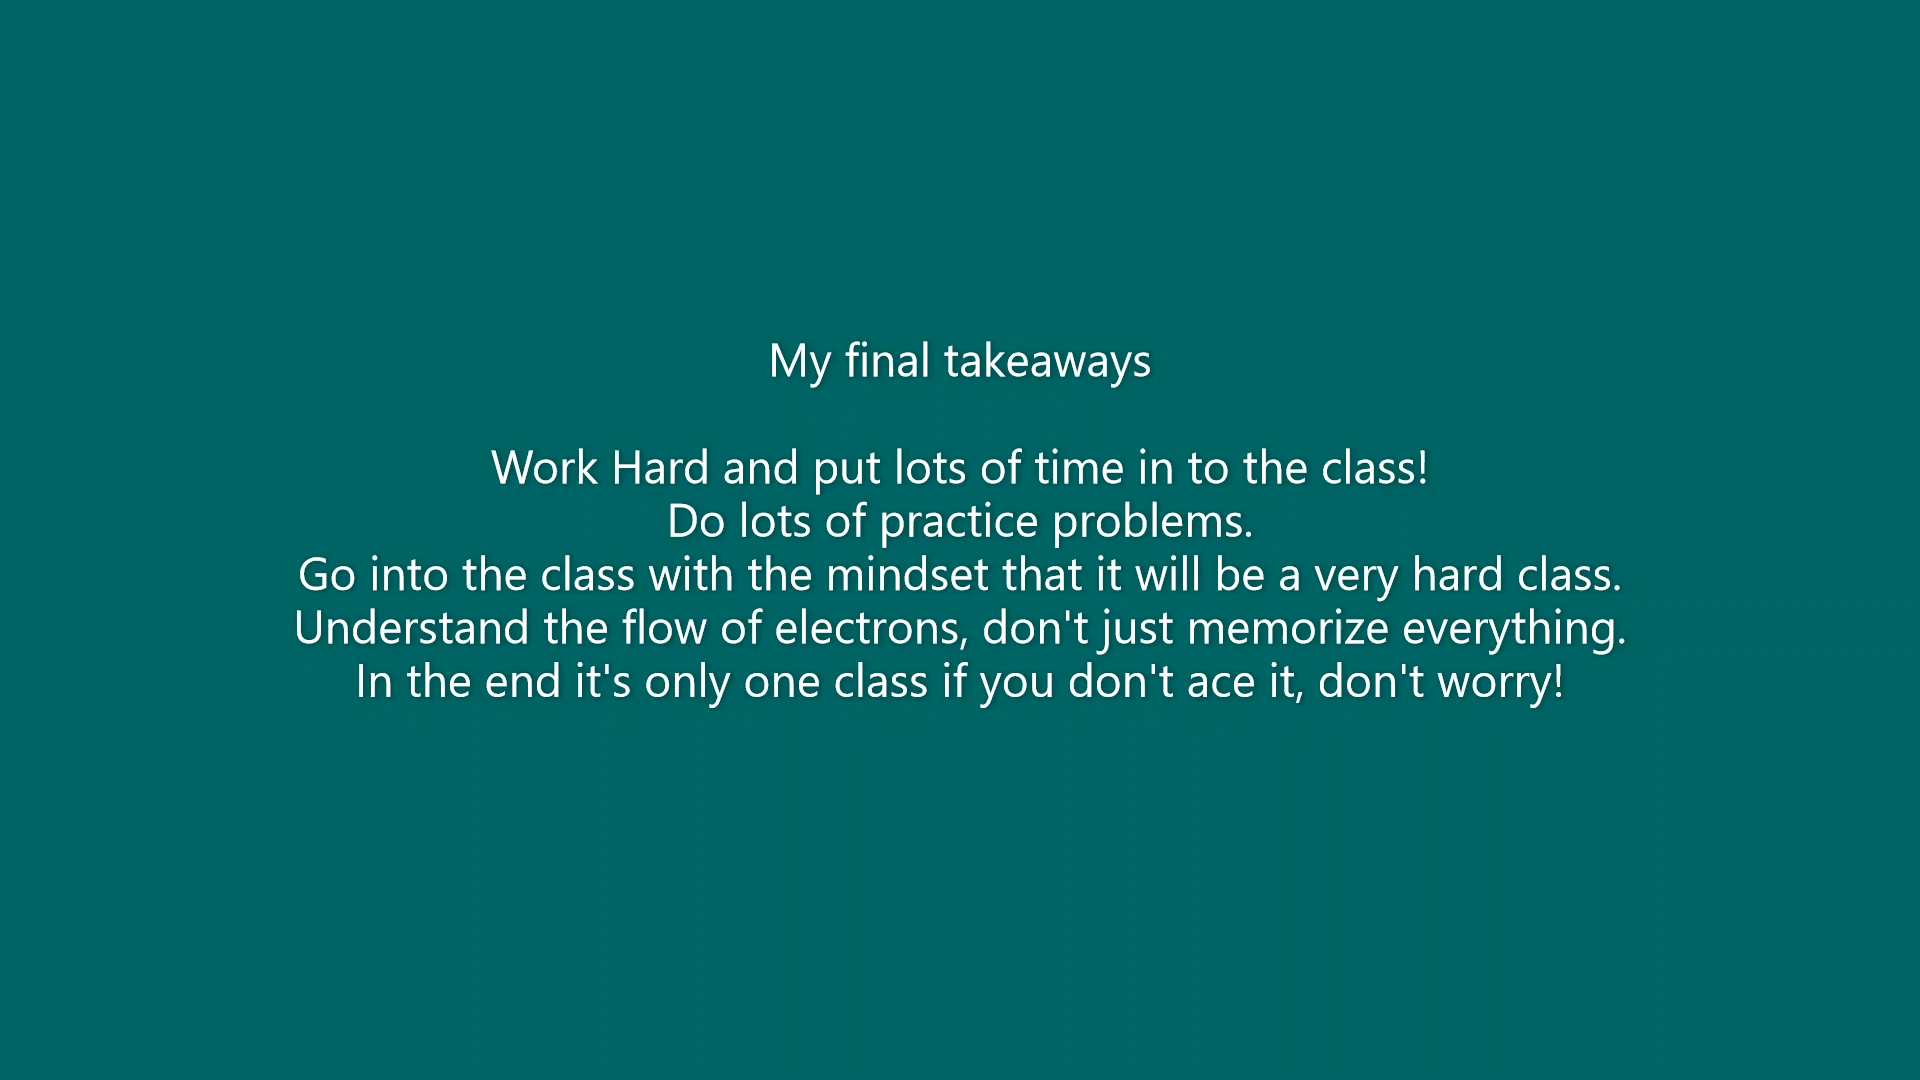 My final takeaways
Work Hard and put lots of time in to the class!
Do lots of practice problems.
Go into the class with the mindset that it will be a very hard class.
Understand the flow of electrons, don't just memorize everything.
In the end it's only one class if you don't ace it, don't worry!